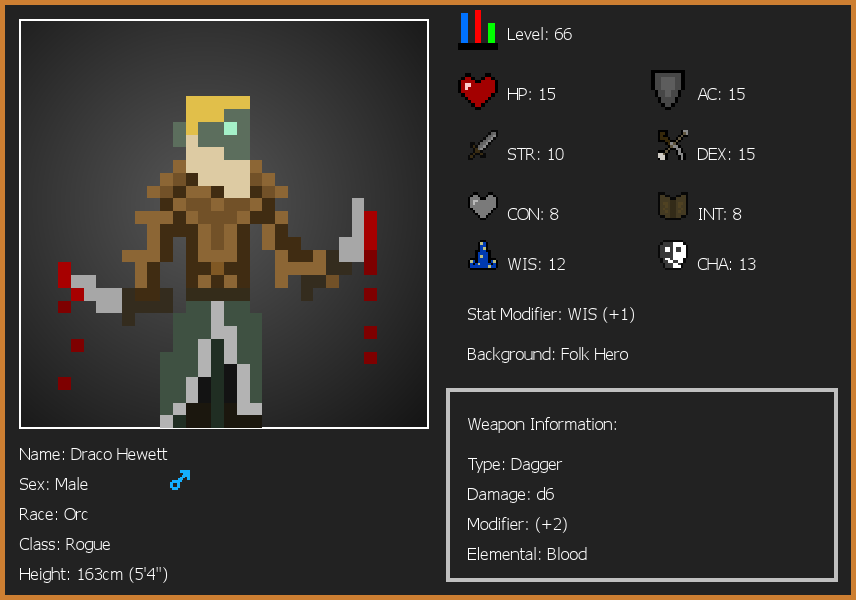 Level: 66
HP: 15
AC: 15
STR: 10
DEX: 15
CON: 8
INT: 8
WIS: 12
CHA: 13
Stat Modifier: WIS (+1)
Background: Folk Hero
Weapon Information:
Type: Dagger
Damage: d6
Modifier: (+2)
Elemental: Blood
Name: Draco Hewett
Sex: Male
Race: Orc
Class: Rogue
Height: 163cm (5'4")